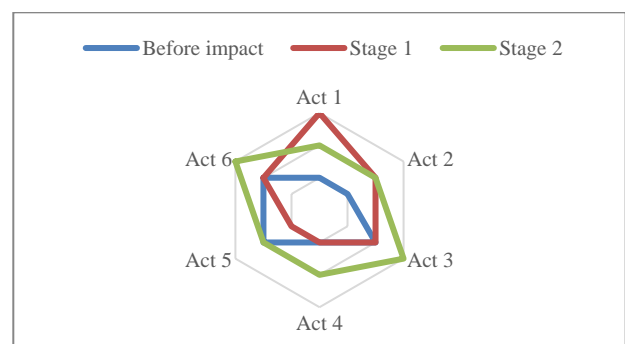 Before impact Stage 1 Stage 2
Act 1
Act 6 Act 2
Act 5 Act 3
Act 4